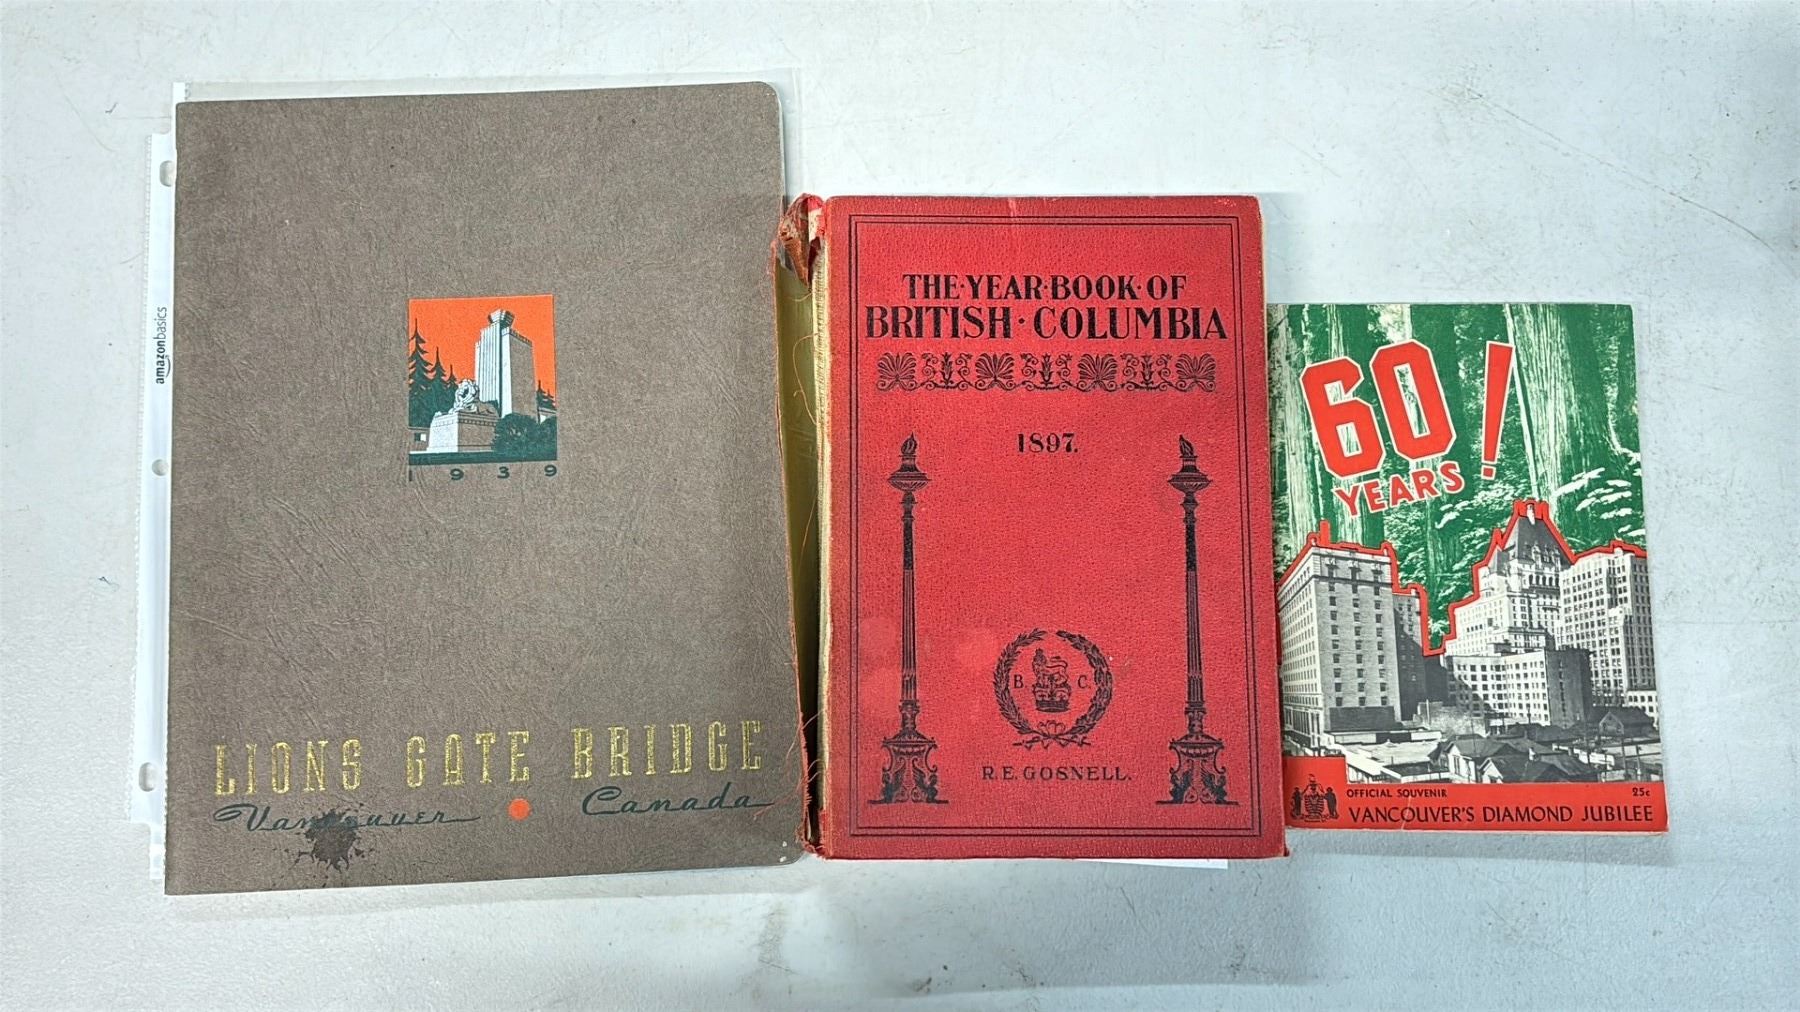 amazonbasics
1939
LIONS GATE BRIDGE
Vancouver Canada
THE·YEAR·BOOK·OF
BRITISH·COLUMBIA
1897.
B. C.
R.E.GOSNELL.
60
YEARS!
OFFICIAL SOUVENIR 25c
VANCOUVER'S DIAMOND JUBILEE